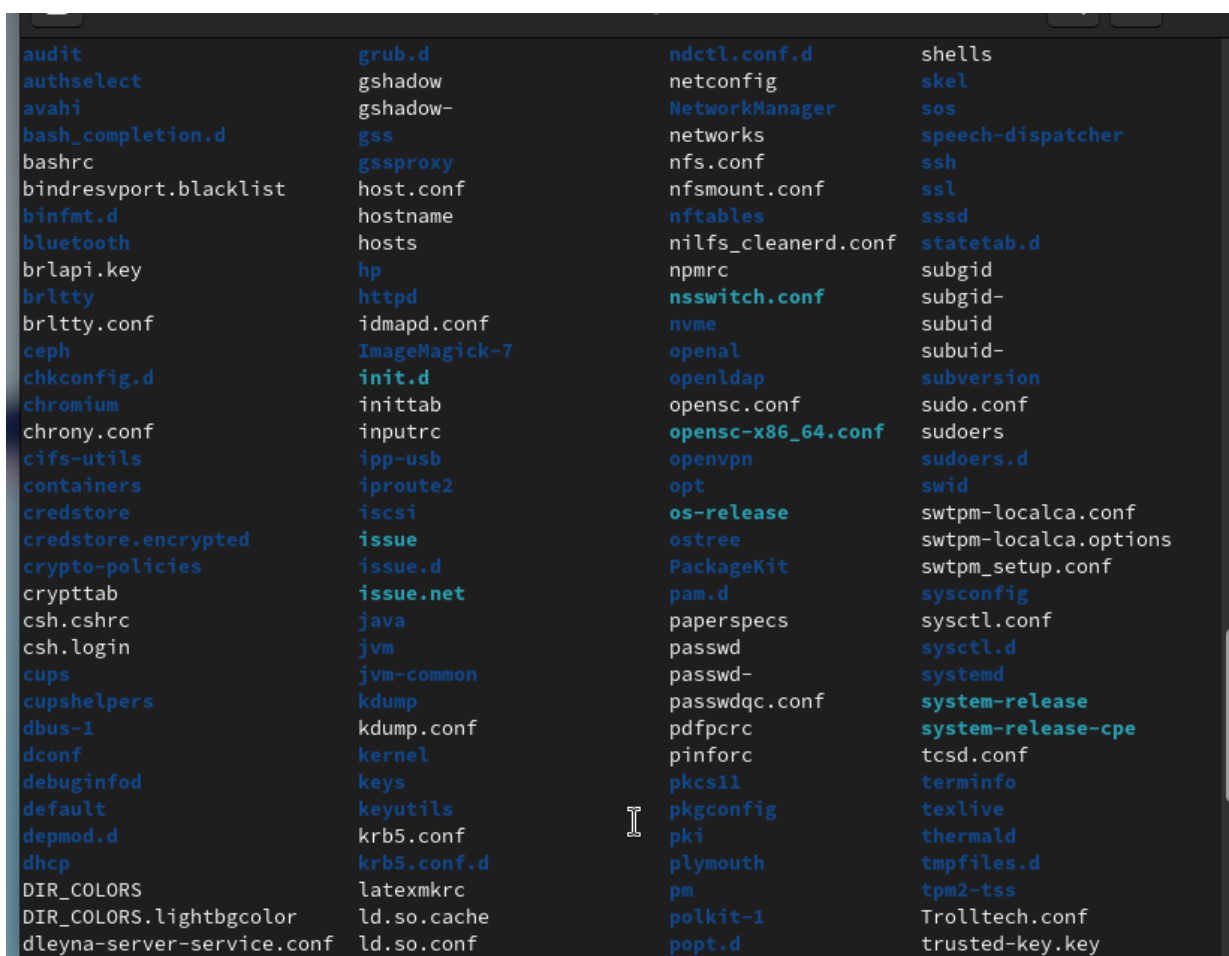 audit grub.d ndctl.conf.d shells
authselect gshadow netconfig skel
avahi gshadow- NetworkManager sos
bash_completion.d gss networks speech-dispatcher
bashrc gssproxy nfs.conf ssh
bindresvport.blacklist host.conf nfsmount.conf ssl
binfmt.d hostname nftables sssd
bluetooth hosts nilfs_cleanerd.conf statetab.d
brlapi.key hp npmrc subgid
brltty httpd nsswitch.conf subgid-
brltty.conf idmapd.conf nvme subuid
ceph ImageMagick-7 openal subuid-
chkconfig.d init.d openldap subversion
chromium inittab opensc.conf sudo.conf
chrony.conf inputrc opensc-x86_64.conf sudoers
cifs-utils ipp-usb openvpn sudoers.d
containers iproute2 opt swid
credstore iscsi os-release swtpm-localca.conf
credstore.encrypted issue ostree swtpm-localca.options
crypto-policies issue.d PackageKit swtpm_setup.conf
crypttab issue.net pam.d sysconfig
csh.cshrc java paperspecs sysctl.conf
csh.login jvm passwd sysctl.d
cups jvm-common passwd- systemd
cupshelpers kdump passwdqc.conf system-release
dbus-1 kdump.conf pdfpcrc system-release-cpe
dconf kernel pinforc tcsd.conf
debuginfod keys pkcs11 terminfo
default keyutils pkgconfig texlive
depmod.d krb5.conf pki thermald
dhcp krb5.conf.d plymouth tmpfiles.d
DIR_COLORS latexmkrc pm tpm2-tss
DIR_COLORS.lightbgcolor ld.so.cache polkit-1 Trolltech.conf
dleyna-server-service.conf ld.so.conf popt.d trusted-key.key